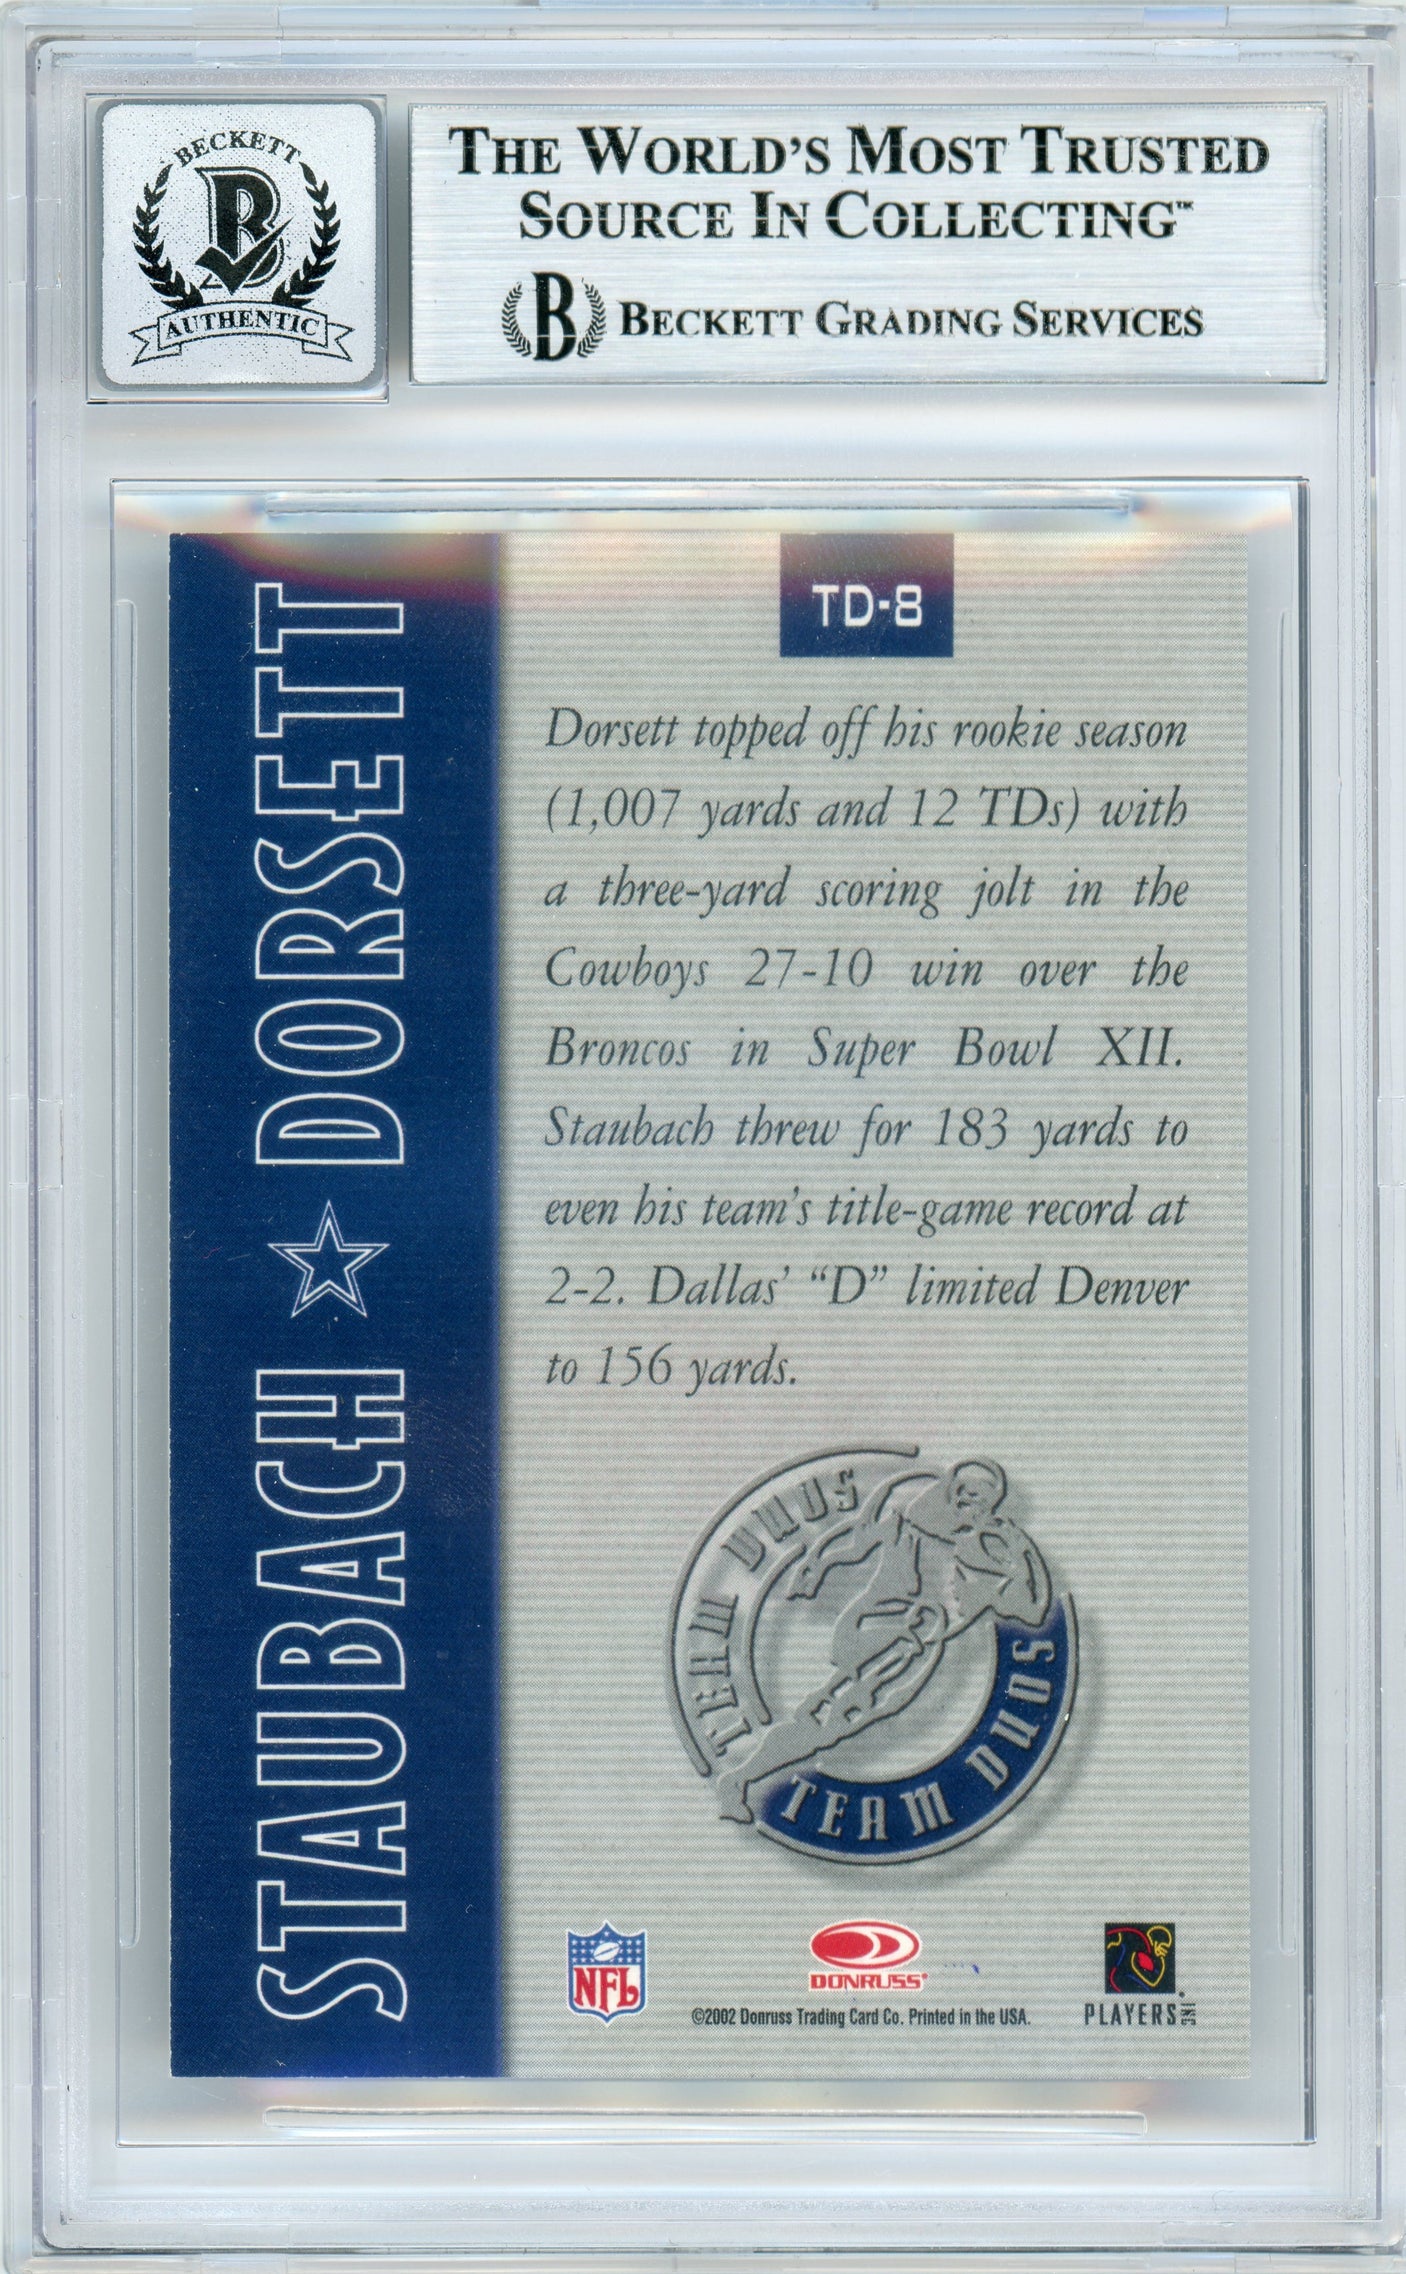 BECKETT
AUTHENTIC
THE WORLD'S MOST TRUSTED
SOURCE IN COLLECTING™
B BECKETT GRADING SERVICES
STAUBACH ★ DORSETT
TD-8
Dorsett topped off his rookie season
(1,007 yards and 12 TDs) with
a three-yard scoring jolt in the
Cowboys 27-10 win over the
Broncos in Super Bowl XII.
Staubach threw for 183 yards to
even his team's title-game record at
2-2. Dallas' “D” limited Denver
to 156 yards.
TEAM DUOS
TEAM DUOS
NFL
DONRUSS
©2002 Donruss Trading Card Co. Printed in the USA.
PLAYERS INC